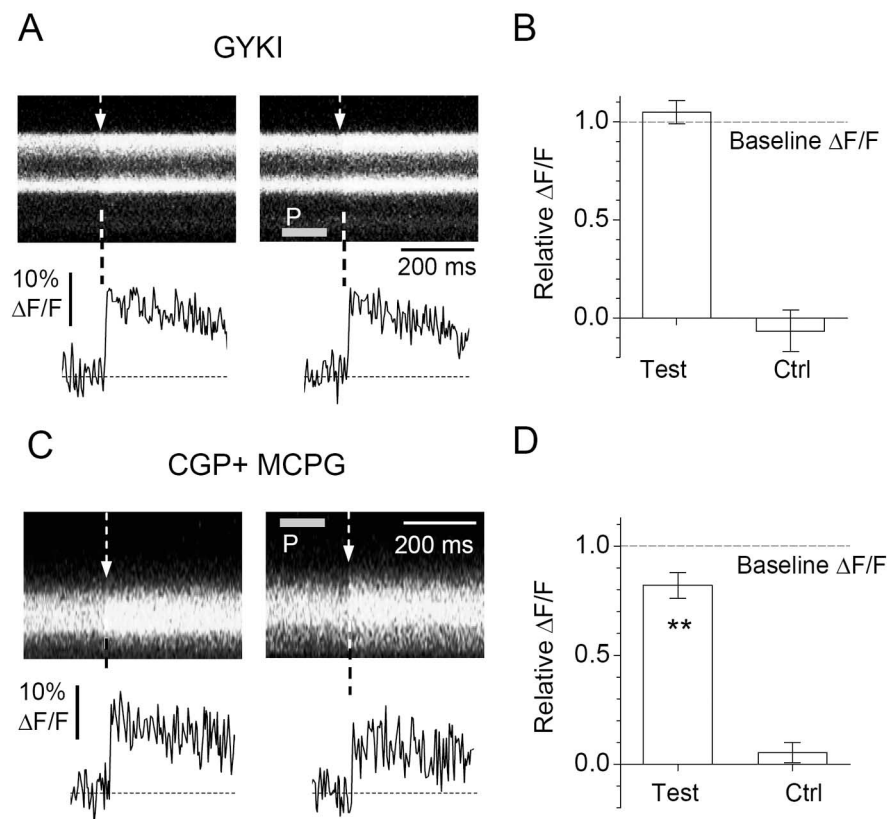 A
GYKI
P
200 ms
10%
ΔF/F
B
Relative ΔF/F
1.0
0.5
0.0
Baseline ΔF/F
Test
Ctrl
C
CGP+ MCPG
P
200 ms
10%
ΔF/F
D
Relative ΔF/F
1.0
0.5
0.0
Baseline ΔF/F
**
Test
Ctrl